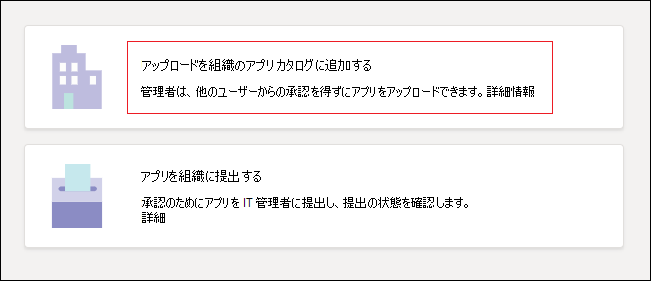 アップロードを組織のアプリカタログに追加する
管理者は、他のユーザーからの承認を得ずにアプリをアップロードできます。詳細情報
アプリを組織に提出する
承認のためにアプリを IT 管理者に提出し、提出の状態を確認します。
詳細